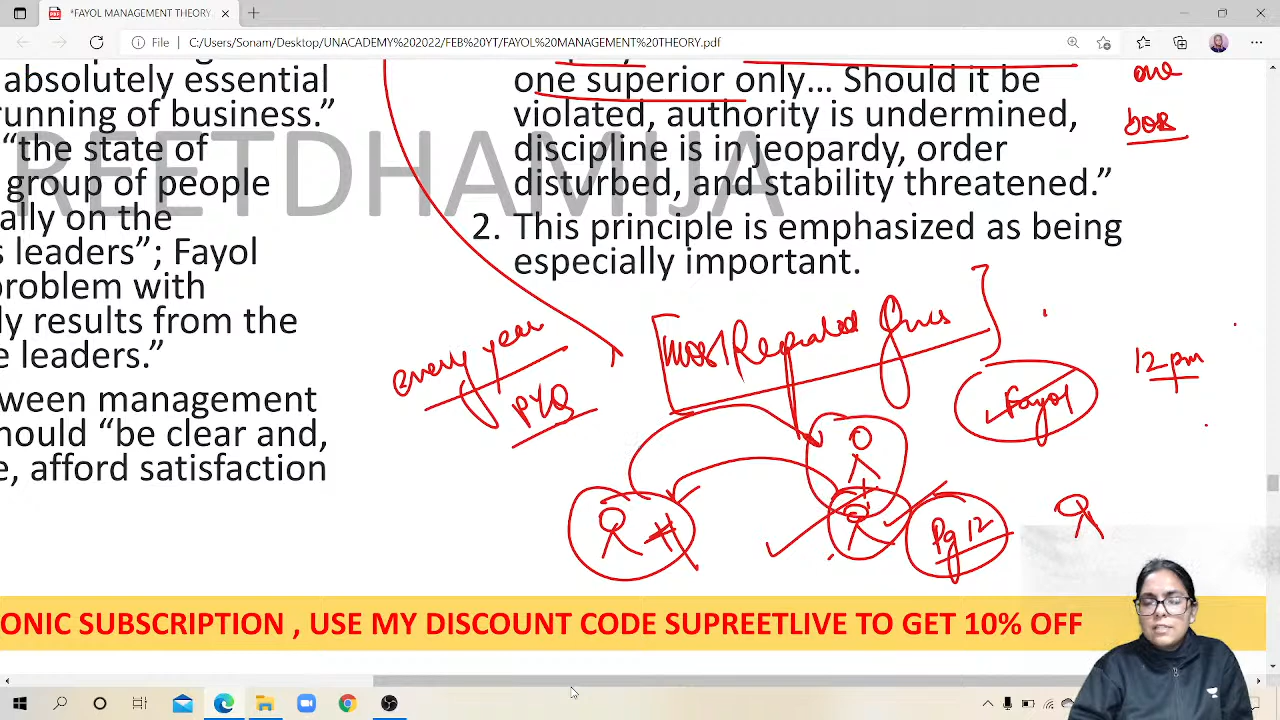 *FAYOL MANAGEMENT THEORY
File
C:/Users/Sonam/Desktop/UNACADEMY%202022/FEB%20YT/FAYOL%20MANAGEMENT%20THEORY.pdf
absolutely essential
unning of business.”
“the state of
group of people
ally on the
s leaders”; Fayol
problem with
ly results from the
e leaders.”
ween management
should “be clear and,
e, afford satisfaction
one superior only... Should it be
violated, authority is undermined,
discipline is in jeopardy, order
disturbed, and stability threatened.”
2. This principle is emphasized as being
especially important.
one
boss
REETDHAMIJA
every year
PYQ
[most Repeated Ques]
Fayol
12 pm
Pg 12
ONIC SUBSCRIPTION , USE MY DISCOUNT CODE SUPREETLIVE TO GET 10% OFF